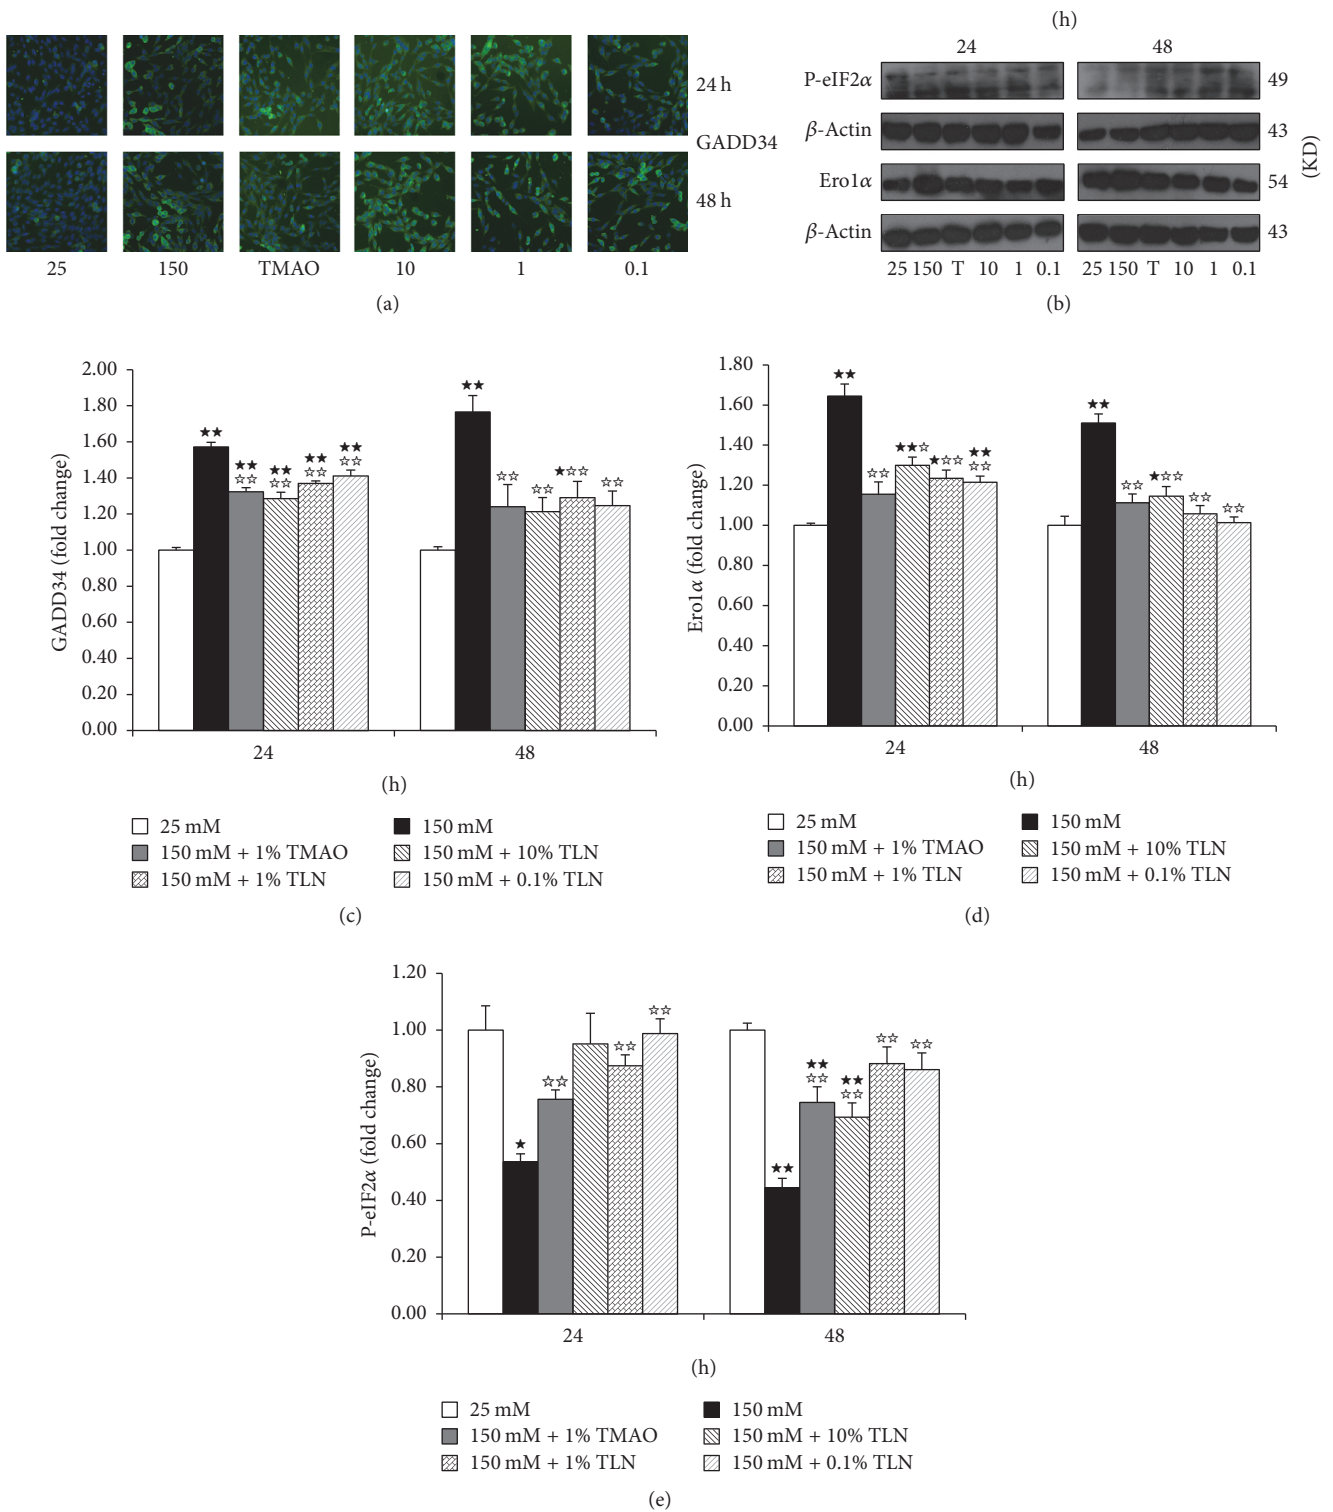 24 h
GADD34
48 h
25 150 TMAO 10 1 0.1
(a)
(h)
24 48
P-eIF2α 49
β-Actin 43
Ero1α 54
β-Actin 43
(KD)
25 150 T 10 1 0.1 25 150 T 10 1 0.1
(b)
GADD34 (fold change)
2.00
1.80
1.60
1.40
1.20
1.00
0.80
0.60
0.40
0.20
0.00
★★
★★
☆☆
★★
☆☆
★★
☆☆
★★
☆☆
★★
☆☆
☆☆
★☆☆
☆☆
24 48
(h)
25 mM 150 mM
150 mM + 1% TMAO 150 mM + 10% TLN
150 mM + 1% TLN 150 mM + 0.1% TLN
(c)
Ero1α (fold change)
1.80
1.60
1.40
1.20
1.00
0.80
0.60
0.40
0.20
0.00
★★
☆☆
★★☆
★☆☆
★★
☆☆
★★
☆☆
★☆☆
☆☆
☆☆
24 48
(h)
25 mM 150 mM
150 mM + 1% TMAO 150 mM + 10% TLN
150 mM + 1% TLN 150 mM + 0.1% TLN
(d)
P-eIF2α (fold change)
1.20
1.00
0.80
0.60
0.40
0.20
0.00
★
☆☆
☆☆
☆☆
★★
★★
☆☆
★★
☆☆
☆☆
☆☆
24 48
(h)
25 mM 150 mM
150 mM + 1% TMAO 150 mM + 10% TLN
150 mM + 1% TLN 150 mM + 0.1% TLN
(e)